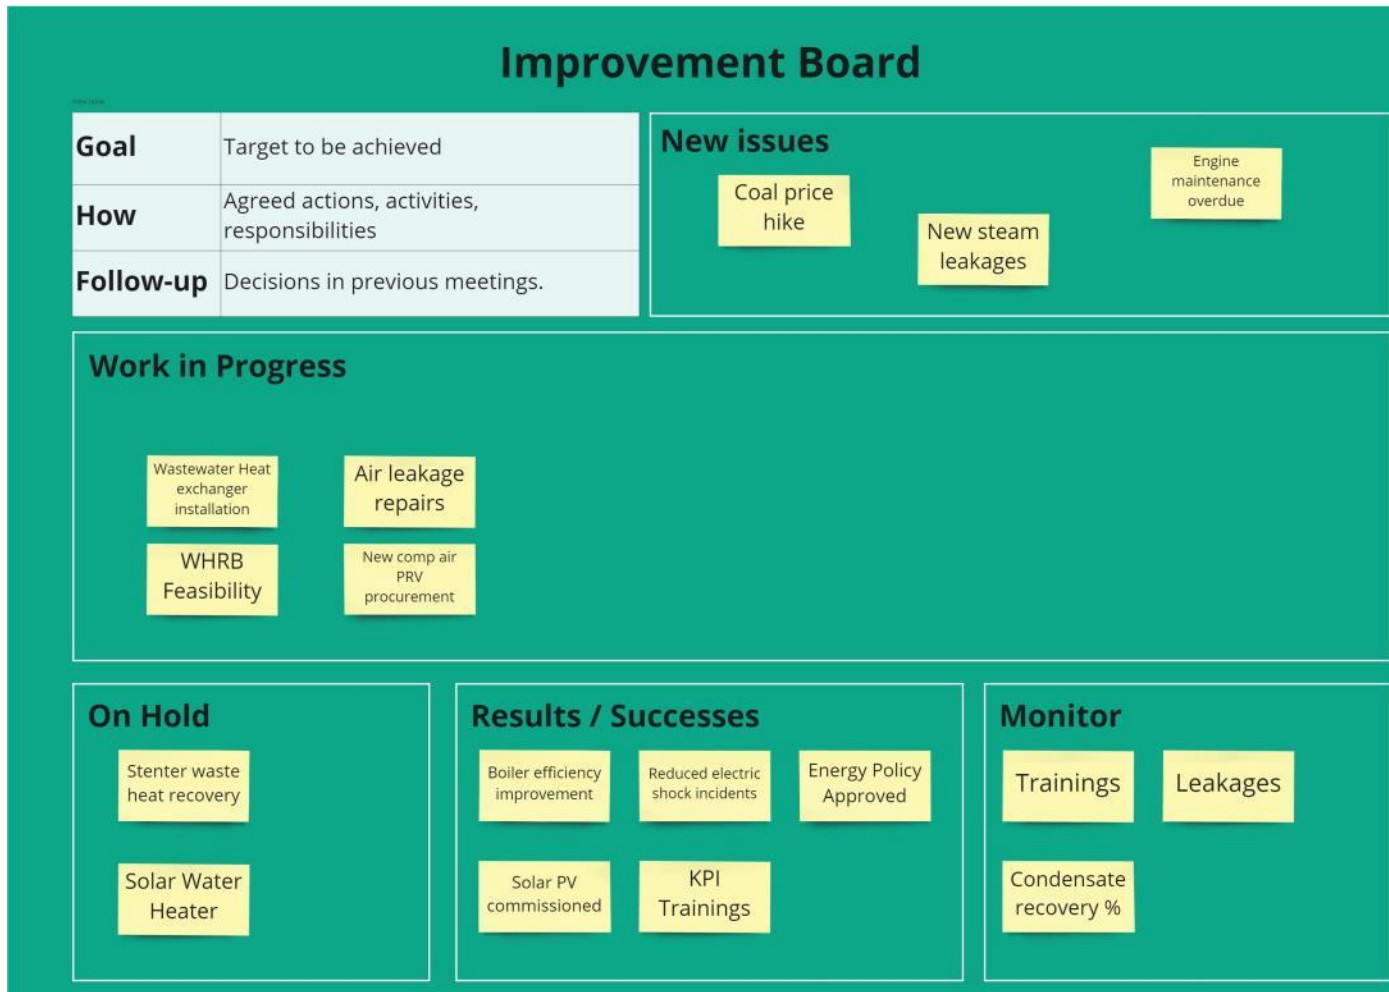 Improvement Board
New table
Goal
Target to be achieved
How
Agreed actions, activities,
responsibilities
Follow-up
Decisions in previous meetings.
New issues
Coal price
hike
New steam
leakages
Engine
maintenance
overdue
Work in Progress
Wastewater Heat
exchanger
installation
Air leakage
repairs
WHRB
Feasibility
New comp air
PRV
procurement
On Hold
Stenter waste
heat recovery
Solar Water
Heater
Results / Successes
Boiler efficiency
improvement
Reduced electric
shock incidents
Energy Policy
Approved
Solar PV
commissioned
KPI
Trainings
Monitor
Trainings
Leakages
Condensate
recovery %